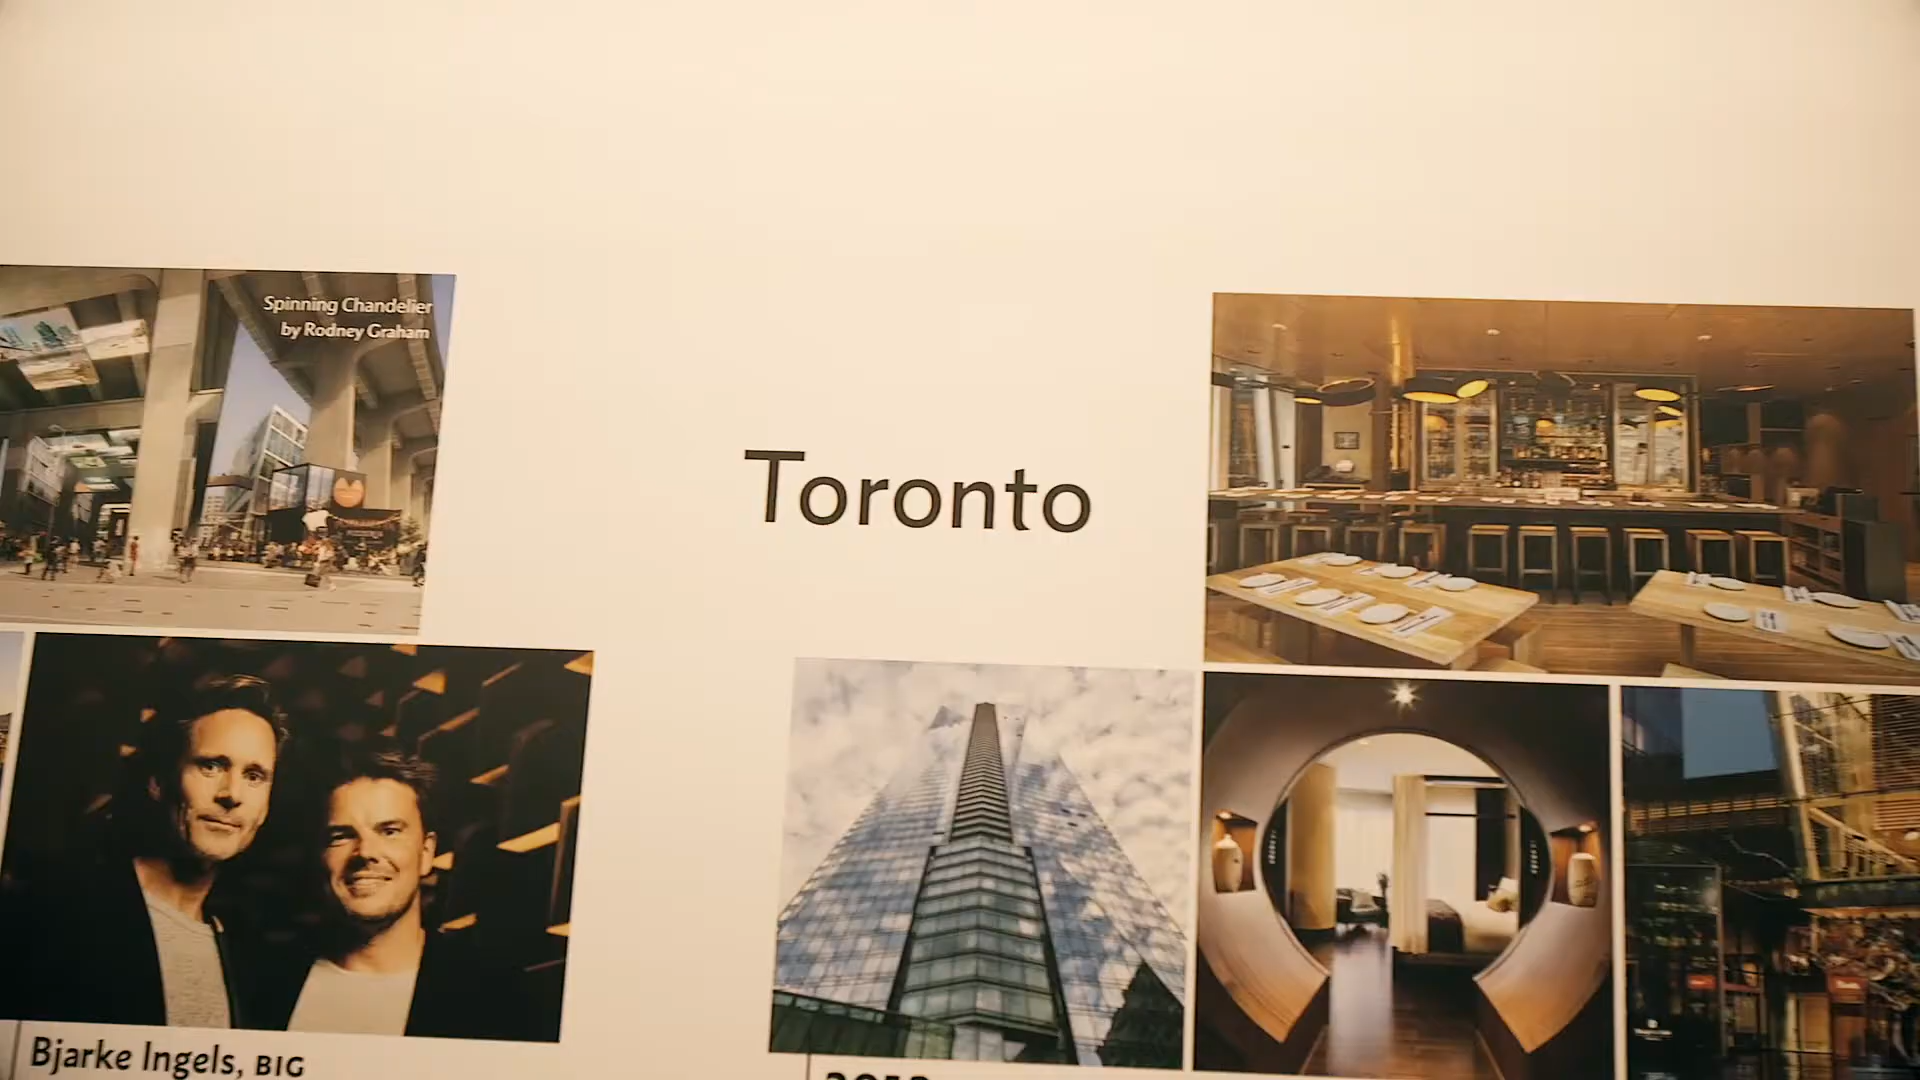 Spinning Chandelier
by Rodney Graham
Toronto
Bjarke Ingels, BIG